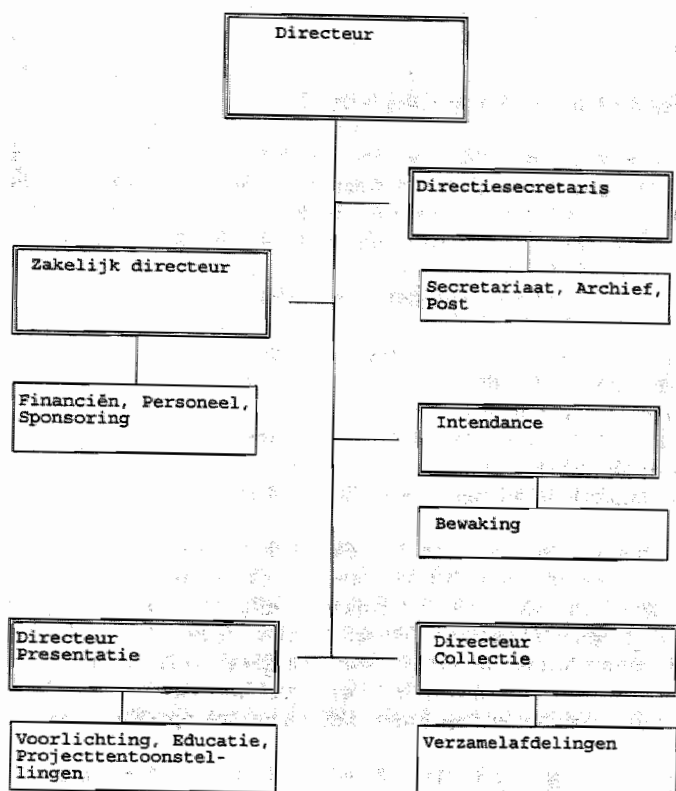 Directeur
Directiesecretaris
Zakelijk directeur
Secretariaat, Archief,
Post
Financiën, Personeel,
Sponsoring
Intendance
Bewaking
Directeur
Presentatie
Directeur
Collectie
Voorlichting, Educatie,
Projecttentoonstel-
lingen
Verzamelafdelingen